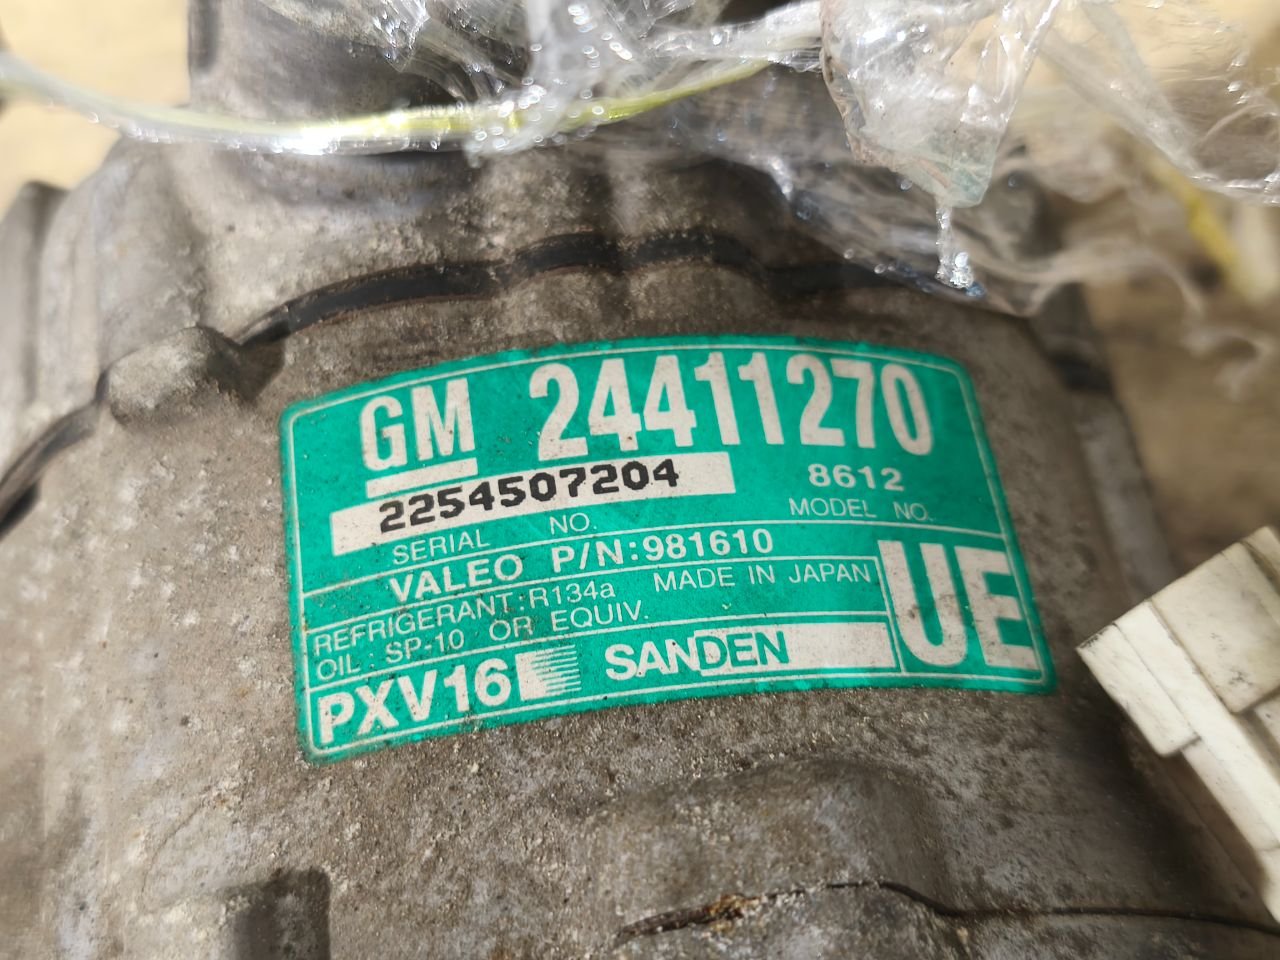 GM 24411270
2254507204 8612
SERIAL NO. MODEL NO.
VALEO P/N:981610
REFRIGERANT:R134a MADE IN JAPAN
OIL: SP-10 OR EQUIV.
PXV16 SANDEN UE